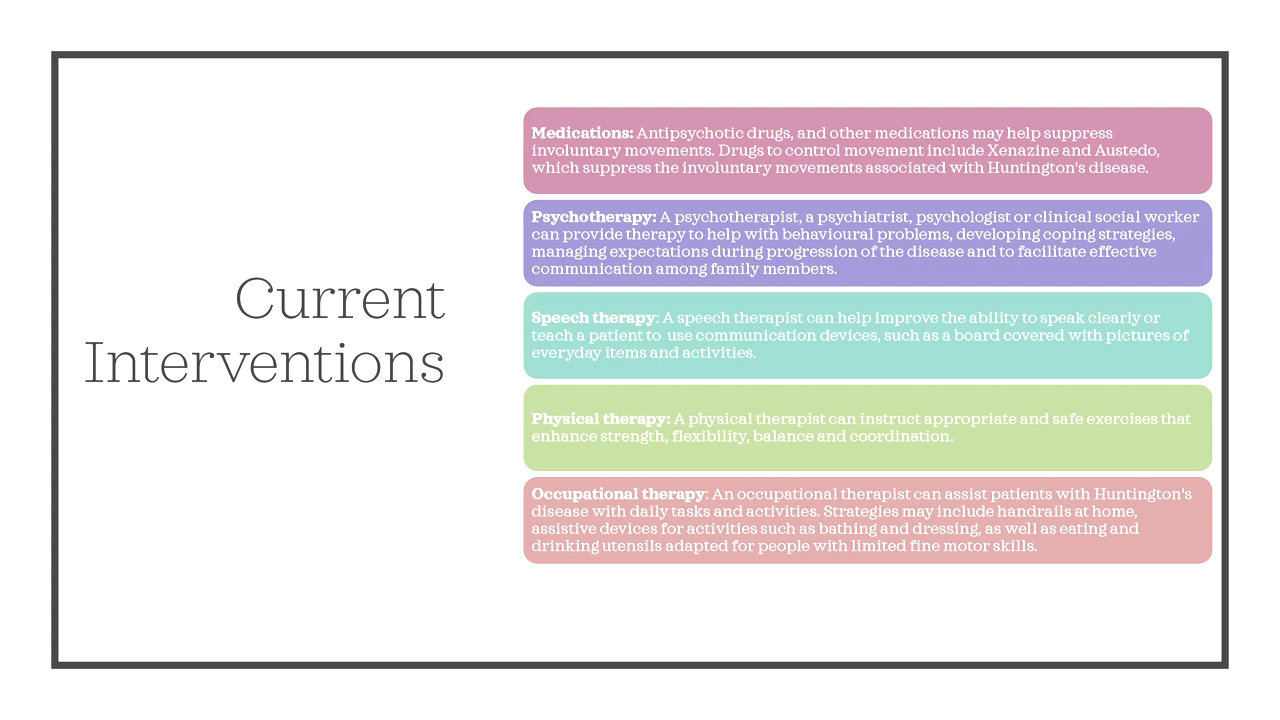 Current
Interventions
Medications: Antipsychotic drugs, and other medications may help suppress
involuntary movements. Drugs to control movement include Xenazine and Austedo,
which suppress the involuntary movements associated with Huntington's disease.
Psychotherapy: A psychotherapist, a psychiatrist, psychologist or clinical social worker
can provide therapy to help with behavioural problems, developing coping strategies,
managing expectations during progression of the disease and to facilitate effective
communication among family members.
Speech therapy: A speech therapist can help improve the ability to speak clearly or
teach a patient to use communication devices, such as a board covered with pictures of
everyday items and activities.
Physical therapy: A physical therapist can instruct appropriate and safe exercises that
enhance strength, flexibility, balance and coordination.
Occupational therapy: An occupational therapist can assist patients with Huntington's
disease with daily tasks and activities. Strategies may include handrails at home,
assistive devices for activities such as bathing and dressing, as well as eating and
drinking utensils adapted for people with limited fine motor skills.